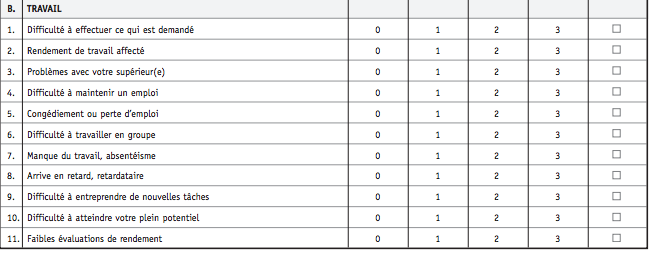 B. TRAVAIL
1. Difficulté à effectuer ce qui est demandé 0 1 2 3 ☐
2. Rendement de travail affecté 0 1 2 3 ☐
3. Problèmes avec votre supérieur(e) 0 1 2 3 ☐
4. Difficulté à maintenir un emploi 0 1 2 3 ☐
5. Congédiement ou perte d'emploi 0 1 2 3 ☐
6. Difficulté à travailler en groupe 0 1 2 3 ☐
7. Manque du travail, absentéisme 0 1 2 3 ☐
8. Arrive en retard, retardataire 0 1 2 3 ☐
9. Difficulté à entreprendre de nouvelles tâches 0 1 2 3 ☐
10. Difficulté à atteindre votre plein potentiel 0 1 2 3 ☐
11. Faibles évaluations de rendement 0 1 2 3 ☐